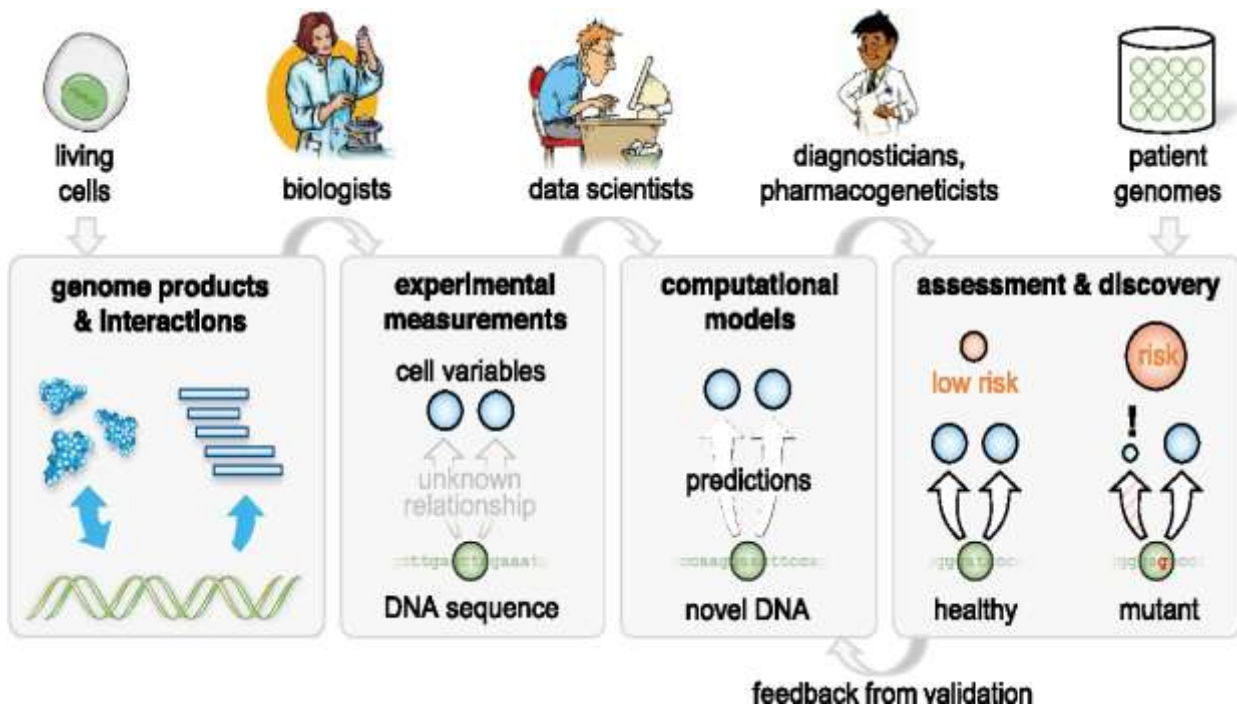 living
cells
biologists
data scientists
diagnosticians,
pharmacogeneticists
patient
genomes
genome products
& interactions
experimental
measurements
cell variables
unknown
relationship
DNA sequence
computational
models
predictions
novel DNA
assessment & discovery
low risk
risk
!
healthy
mutant
feedback from validation